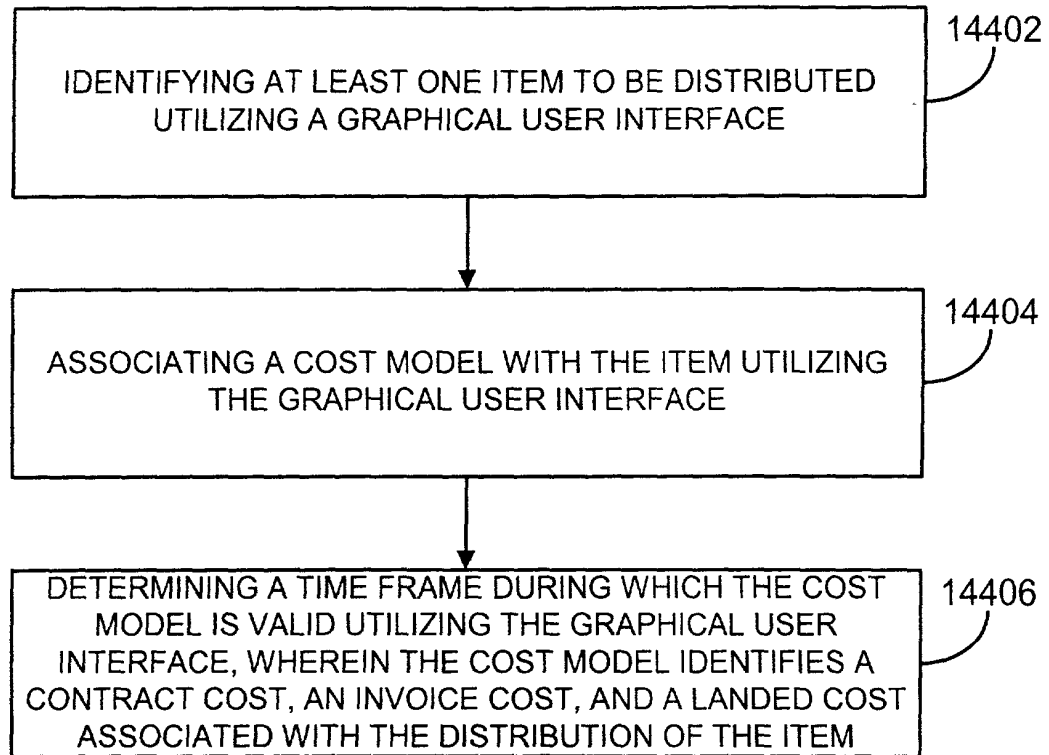 14402
IDENTIFYING AT LEAST ONE ITEM TO BE DISTRIBUTED
UTILIZING A GRAPHICAL USER INTERFACE
14404
ASSOCIATING A COST MODEL WITH THE ITEM UTILIZING
THE GRAPHICAL USER INTERFACE
14406
DETERMINING A TIME FRAME DURING WHICH THE COST
MODEL IS VALID UTILIZING THE GRAPHICAL USER
INTERFACE, WHEREIN THE COST MODEL IDENTIFIES A
CONTRACT COST, AN INVOICE COST, AND A LANDED COST
ASSOCIATED WITH THE DISTRIBUTION OF THE ITEM